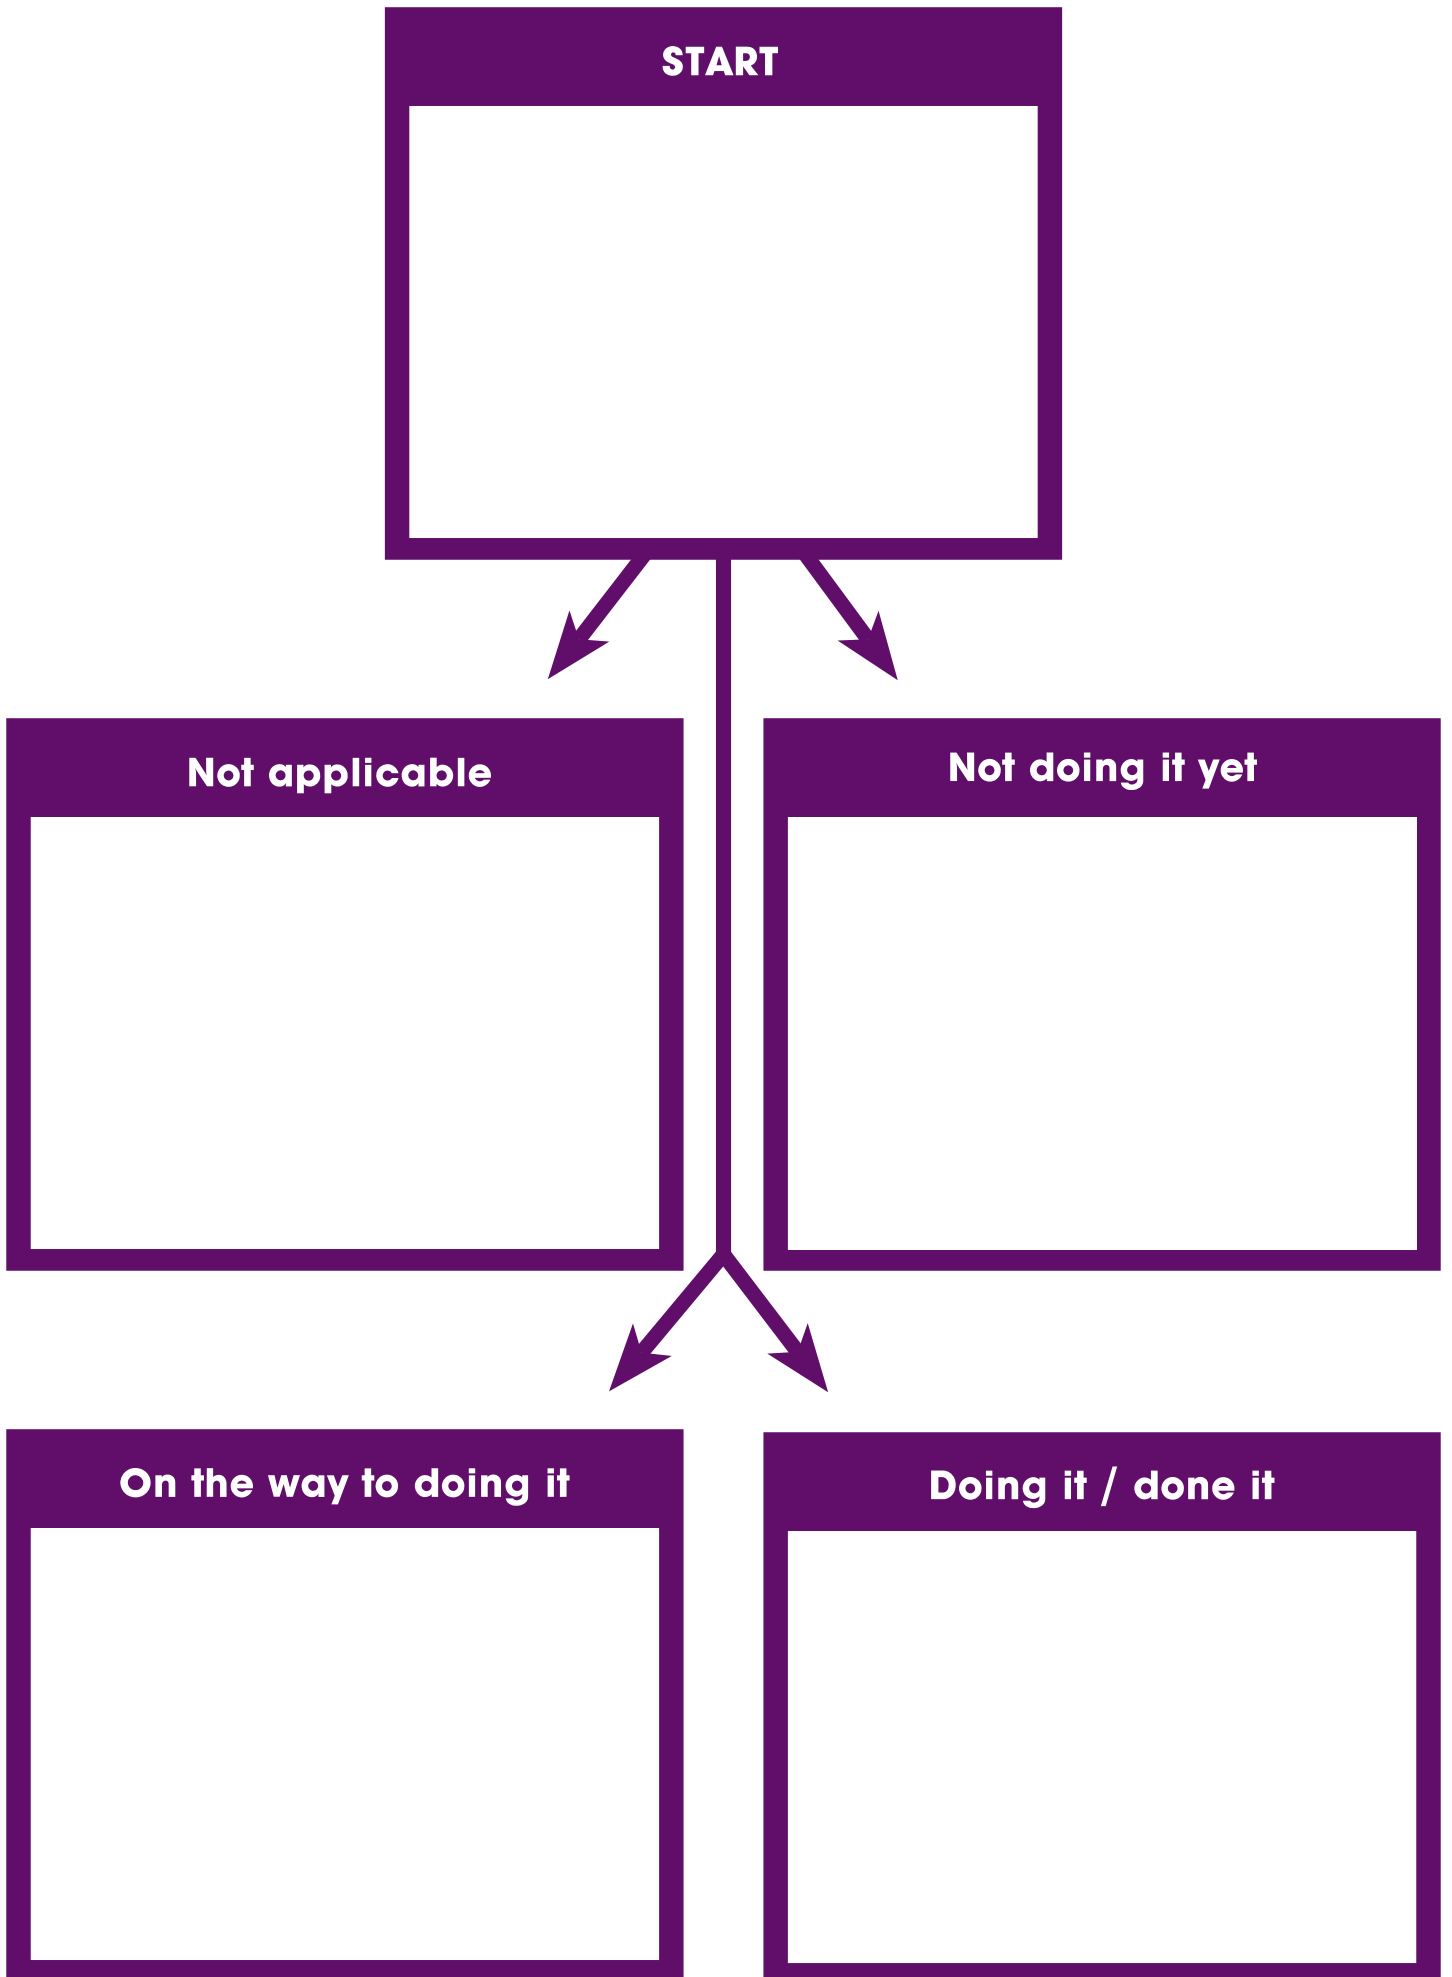 START
Not applicable
Not doing it yet
On the way to doing it
Doing it / done it